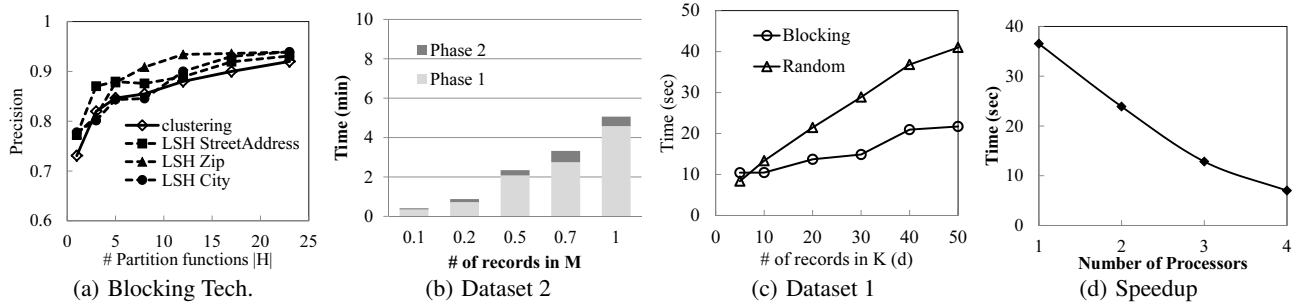 1
0.9
0.8
0.7
0.6
Precision
clustering
LSH StreetAddress
LSH Zip
LSH City
0 5 10 15 20 25
# Partition functions |H|
(a) Blocking Tech.
10
8
6
4
2
0
Time (min)
Phase 2
Phase 1
0.1 0.2 0.5 0.7 1
# of records in M
(b) Dataset 2
50
40
30
20
10
0
Time (sec)
Blocking
Random
0 10 20 30 40 50
# of records in K (d)
(c) Dataset 1
40
30
20
10
0
Time (sec)
1 2 3 4
Number of Processors
(d) Speedup